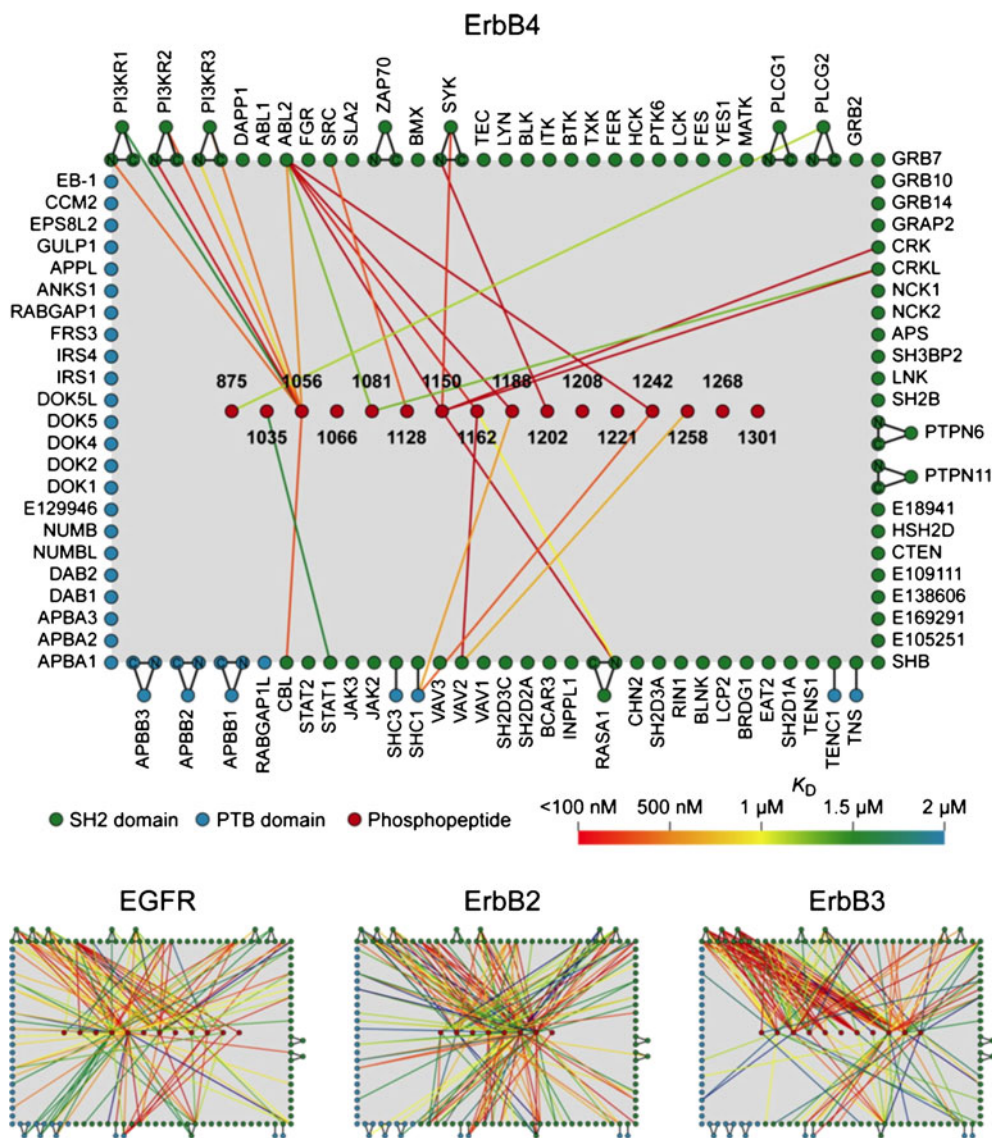 ErbB4
PI3KR1
PI3KR2
PI3KR3
DAPP1
ABL1
ABL2
FGR
SRC
SLA2
ZAP70
BMX
SYK
TEC
LYN
BLK
ITK
BTK
TXK
FER
HCK
PTK6
LCK
FES
YES1
MATK
PLCG1
PLCG2
GRB2
N C N C N C N C N C N C N C
GRB7
GRB10
GRB14
GRAP2
CRK
CRKL
NCK1
NCK2
APS
SH3BP2
LNK
SH2B
N
PTPN6
C
N
PTPN11
C
E18941
HSH2D
CTEN
E109111
E138606
E169291
E105251
SHB
EB-1
CCM2
EPS8L2
GULP1
APPL
ANKS1
RABGAP1
FRS3
IRS4
IRS1
DOK5L
DOK5
DOK4
DOK2
DOK1
E129946
NUMB
NUMBL
DAB2
DAB1
APBA3
APBA2
APBA1
875 1056 1081 1150 1188 1208 1242 1268
1035 1066 1128 1162 1202 1221 1258 1301
C N C N C N C N
APBB3
APBB2
APBB1
RABGAP1L
CBL
STAT2
STAT1
JAK3
JAK2
SHC3
SHC1
VAV3
VAV2
VAV1
SH2D3C
SH2D2A
BCAR3
INPPL1
RASA1
CHN2
SH2D3A
RIN1
BLNK
LCP2
BRDG1
EAT2
SH2D1A
TENS1
TENC1
TNS
SH2 domain PTB domain Phosphopeptide
KD
<100 nM 500 nM 1 µM 1.5 µM 2 µM
EGFR ErbB2 ErbB3